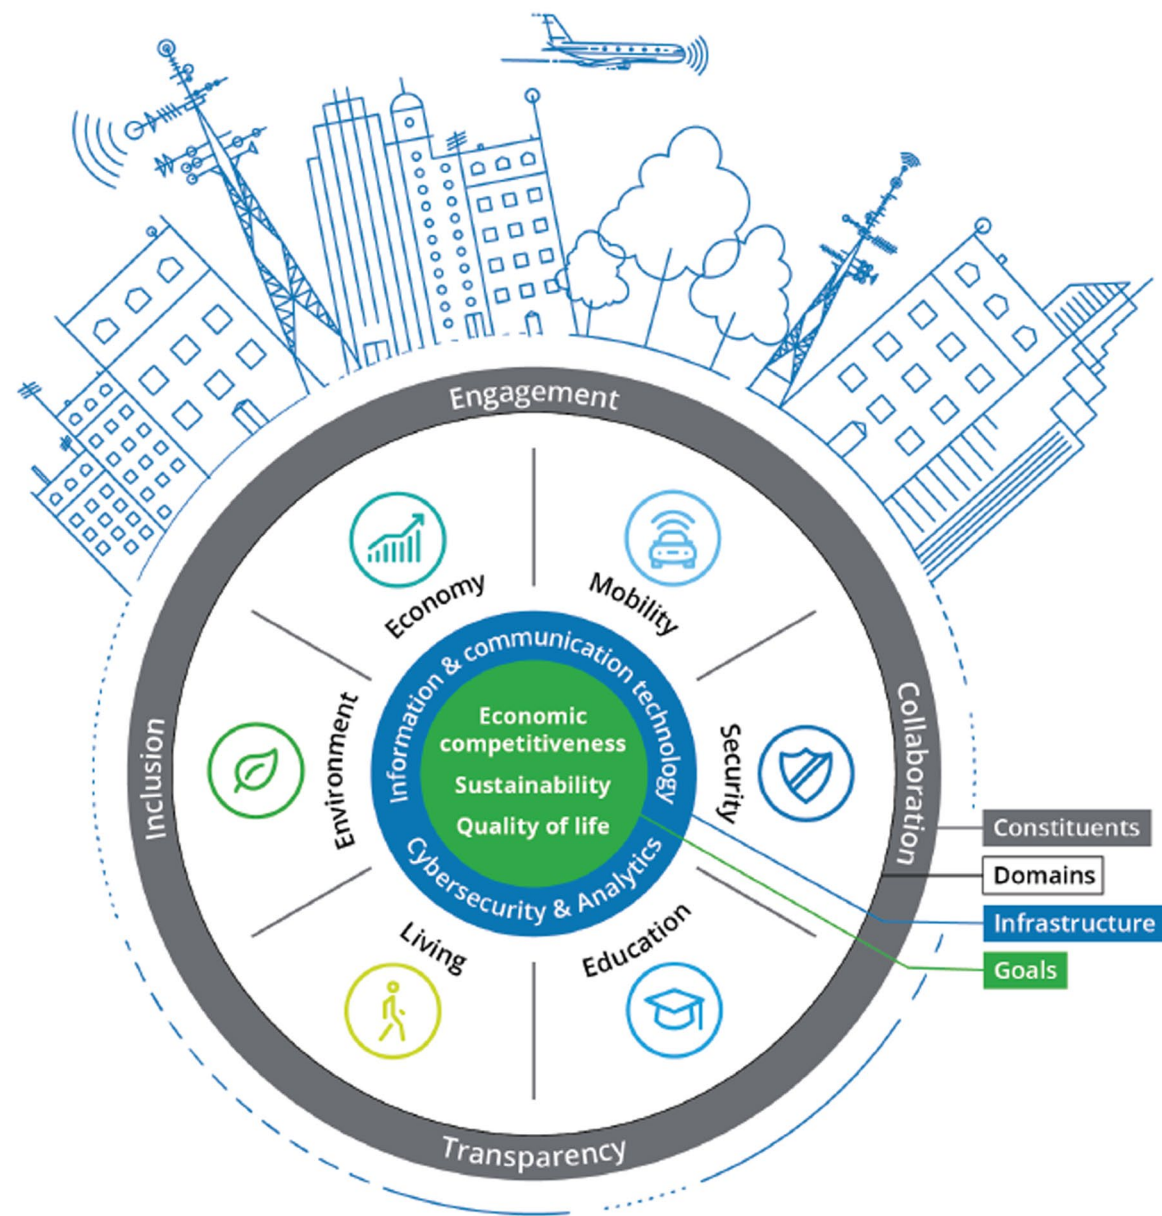 Engagement
Economy
Mobility
Information & communication technology
Economic
competitiveness
Sustainability
Quality of life
Cybersecurity & Analytics
Inclusion
Environment
Security
Collaboration
Living
Education
Transparency
Constituents
Domains
Infrastructure
Goals